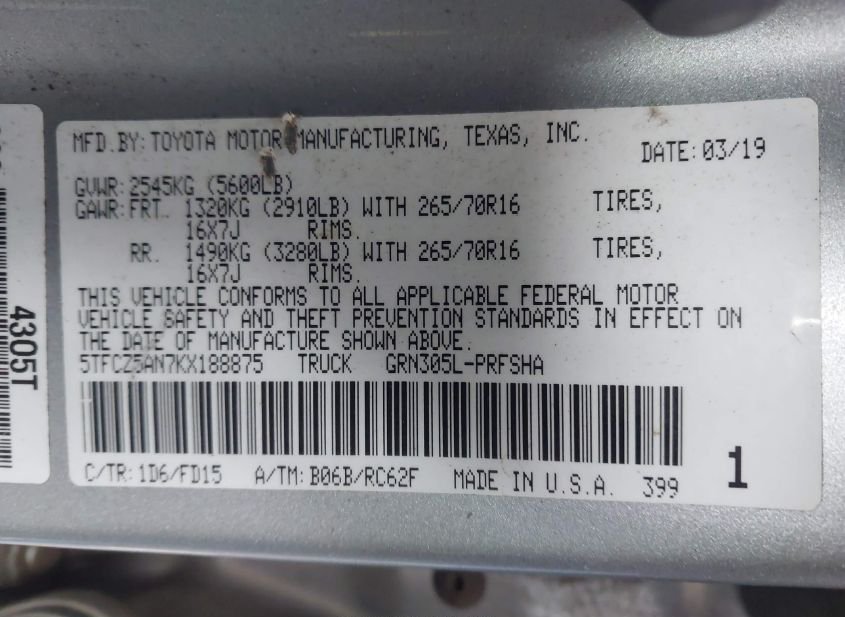 MFD.BY: TOYOTA MOTOR MANUFACTURING, TEXAS, INC.
DATE: 03/19
GVWR: 2545KG (5600LB)
GAWR: FRT. 1320KG (2910LB) WITH 265/70R16 TIRES,
16X7J RIMS.
RR. 1490KG (3280LB) WITH 265/70R16 TIRES,
16X7J RIMS.
THIS VEHICLE CONFORMS TO ALL APPLICABLE FEDERAL MOTOR
VEHICLE SAFETY AND THEFT PREVENTION STANDARDS IN EFFECT ON
THE DATE OF MANUFACTURE SHOWN ABOVE.
5TFCZ5AN7KX188875 TRUCK GRN305L-PRFSHA
C/TR: 1D6/FD15 A/TM: B06B/RC62F MADE IN U.S.A. 399
1
4305T